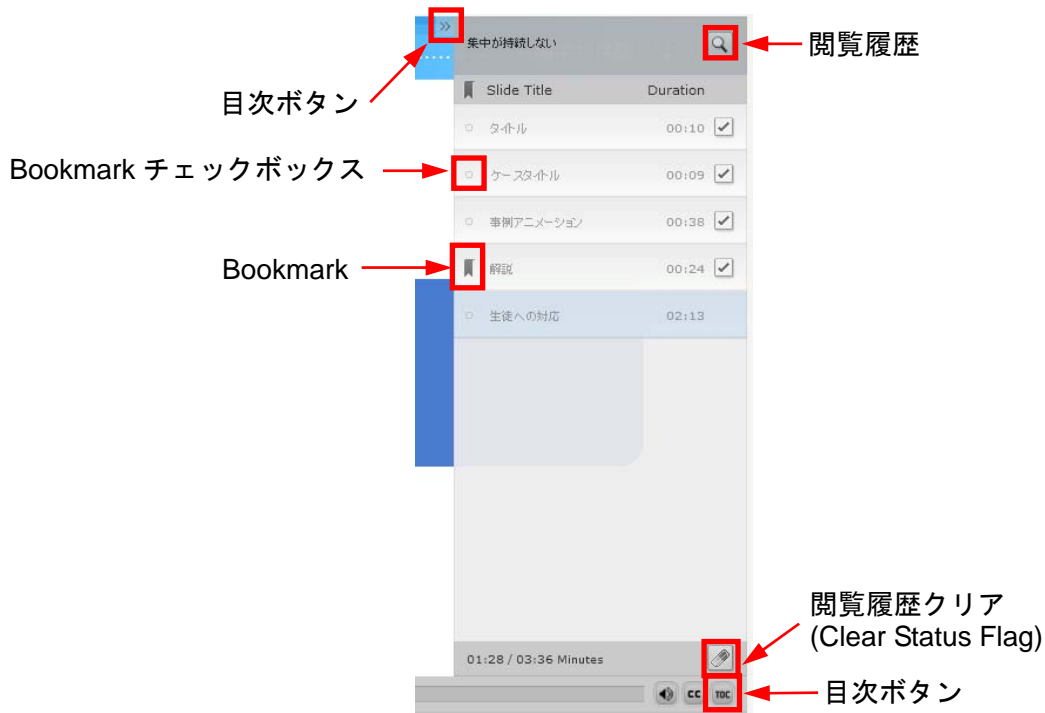 »
集中が持続しない
閲覧履歴
目次ボタン
Slide Title Duration
タイトル 00:10
Bookmark チェックボックス
ケースタイトル 00:09
事例アニメーション 00:38
Bookmark
解説 00:24
生徒への対応 02:13
閲覧履歴クリア
(Clear Status Flag)
01:28 / 03:36 Minutes
CC TOC
目次ボタン